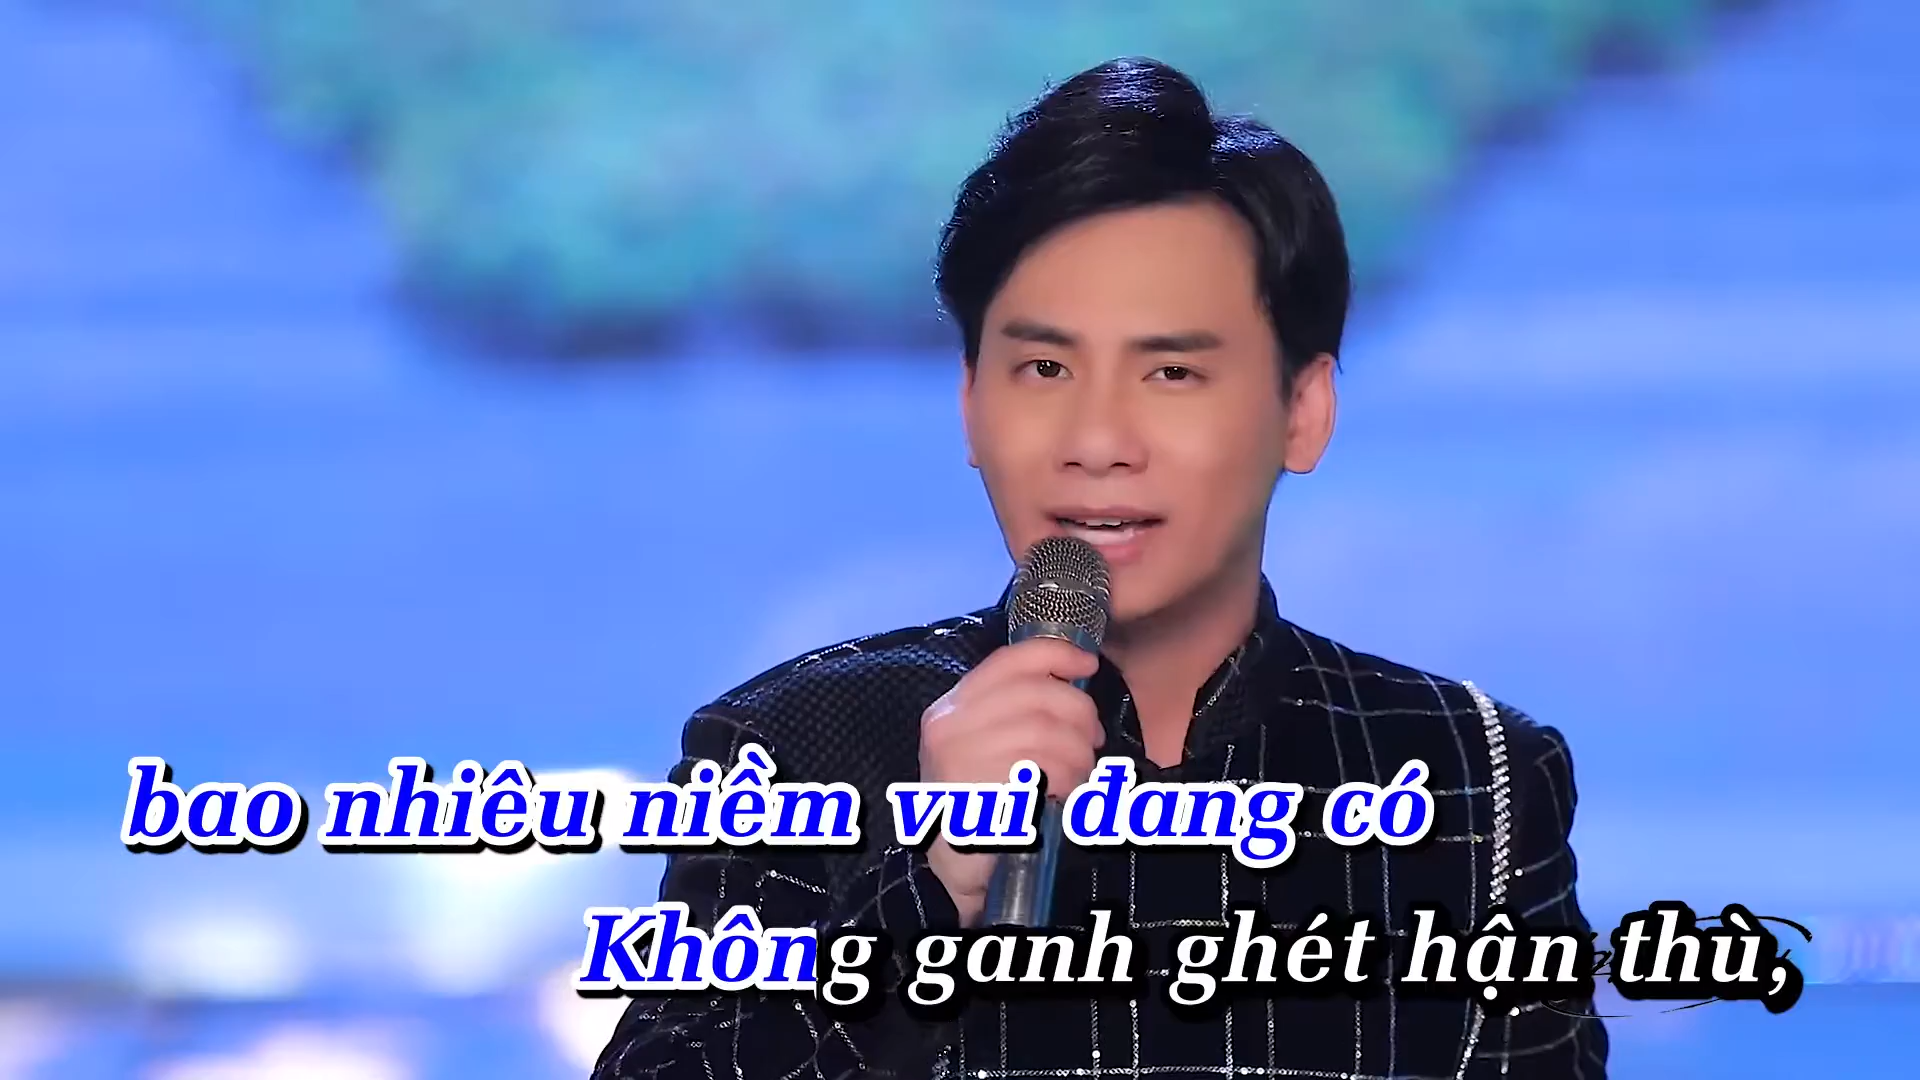 bao nhiêu niềm vui đang có
Không ganh ghét hận thù,